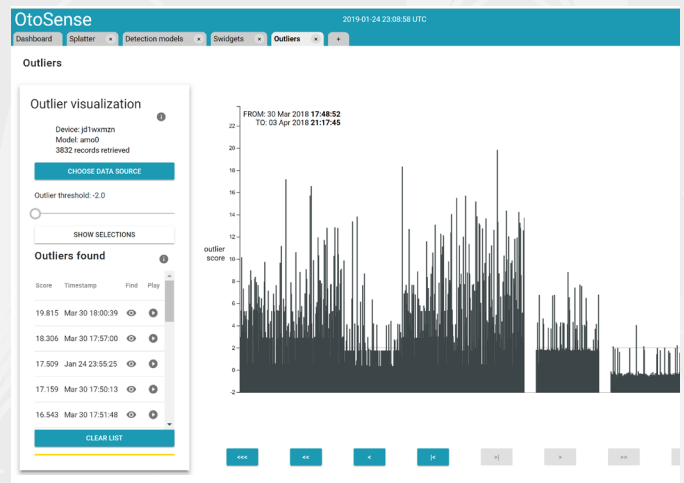 OtoSense
2019-01-24 23:08:58 UTC
Dashboard Splatter × Detection models × Swidgets × Outliers × +
Outliers
Outlier visualization
Device: jd1wxmzn
Model: amo0
3832 records retrieved
CHOOSE DATA SOURCE
Outlier threshold: -2.0
SHOW SELECTIONS
Outliers found
Score Timestamp Find Play
19.815 Mar 30 18:00:39
18.306 Mar 30 17:57:00
17.509 Jan 24 23:55:25
17.159 Mar 30 17:50:13
16.543 Mar 30 17:51:48
CLEAR LIST
FROM: 30 Mar 2018 17:48:52
TO: 03 Apr 2018 21:17:45
outlier
score
22
20
18
16
14
12
10
8
6
4
2
0
-2
<<< << < |< >| > >>